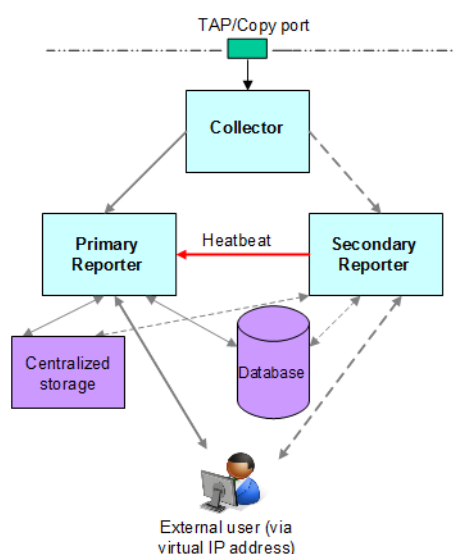 TAP/Copy port
Collector
Primary
Reporter
Heatbeat
Secondary
Reporter
Centralized
storage
Database
External user (via
virtual IP address)